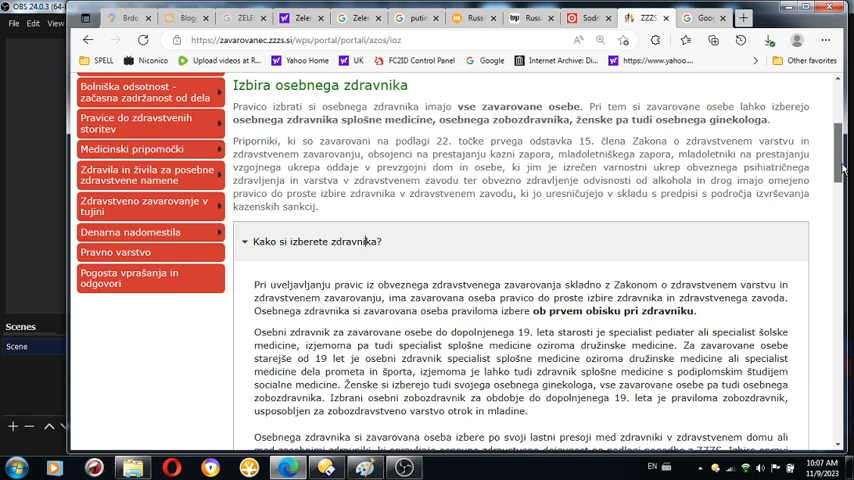 OBS 24.0.3 (64-
File
Edit
Brdo
Blog
ZELE
Zeler
Zeler
putir
Russ
Russ
Sodn
ZZZS
Goo
https://zavarovanec.zzzs.si/wps/portal/portali/azos/ioz
SPELL
Niconico
Upload videos at R...
Yahoo Home
UK
FC2ID Control Panel
Google
Internet Archive: D...
https://www.yahoo....
Other favorites
Bolniška odsotnost -
začasna zadržanost od dela
Pravice do zdravstvenih
storitev
Medicinski pripomočki
Zdravila in živila za posebne
zdravstvene namene
Zdravstveno zavarovanje v
tujini
Denarna nadomestila
Pravno varstvo
Pogosta vprašanja in
odgovori
Izbira osebnega zdravnika
Pravico izbrati si osebnega zdravnika imajo vse zavarovane osebe. Pri tem si zavarovane osebe lahko izberejo
osebnega zdravnika splošne medicine, osebnega zobozdravnika, ženske pa tudi osebnega ginekologa.
Priporniki, ki so zavarovani na podlagi 22. točke prvega odstavka 15. člena Zakona o zdravstvenem varstvu in
zdravstvenem zavarovanju, obsojenci na prestajanju kazni zapora, mladoletniškega zapora, mladoletniki na prestajanju
vzgojnega ukrepa oddaje v prevzgojni dom in osebe, ki jim je izrečen varnostni ukrep obveznega psihiatričnega
zdravljenja in varstva v zdravstvenem zavodu ter obvezno zdravljenje odvisnosti od alkohola in drog imajo omejeno
pravico do proste izbire zdravnika v zdravstvenem zavodu, ki jo uresničujejo v skladu s predpisi s področja izvrševanja
kazenskih sankcij.
Kako si izberete zdravnika?
Pri uveljavljanju pravic iz obveznega zdravstvenega zavarovanja skladno z Zakonom o zdravstvenem varstvu in
zdravstvenem zavarovanju, ima zavarovana oseba pravico do proste izbire zdravnika in zdravstvenega zavoda.
Osebnega zdravnika si zavarovana oseba praviloma izbere ob prvem obisku pri zdravniku.
Osebni zdravnik za zavarovane osebe do dopolnjenega 19. leta starosti je specialist pediater ali specialist šolske
medicine, izjemoma pa tudi specialist splošne medicine oziroma družinske medicine. Za zavarovane osebe
starejše od 19 let je osebni zdravnik specialist splošne medicine oziroma družinske medicine ali specialist
medicine dela prometa in športa, izjemoma je lahko tudi zdravnik splošne medicine s podiplomskim študijem
socialne medicine. Ženske si izberejo tudi svojega osebnega ginekologa, vse zavarovane osebe pa tudi osebnega
zobozdravnika. Izbrani osebni zobozdravnik za obdobje do dopolnjenega 19. leta je praviloma zobozdravnik,
usposobljen za zobozdravstveno varstvo otrok in mladine.
Osebnega zdravnika si zavarovana oseba izbere po svoji lastni presoji med zdravniki v zdravstvenem domu ali
Scenes
Scene
EN
10:07 AM
11/9/2023